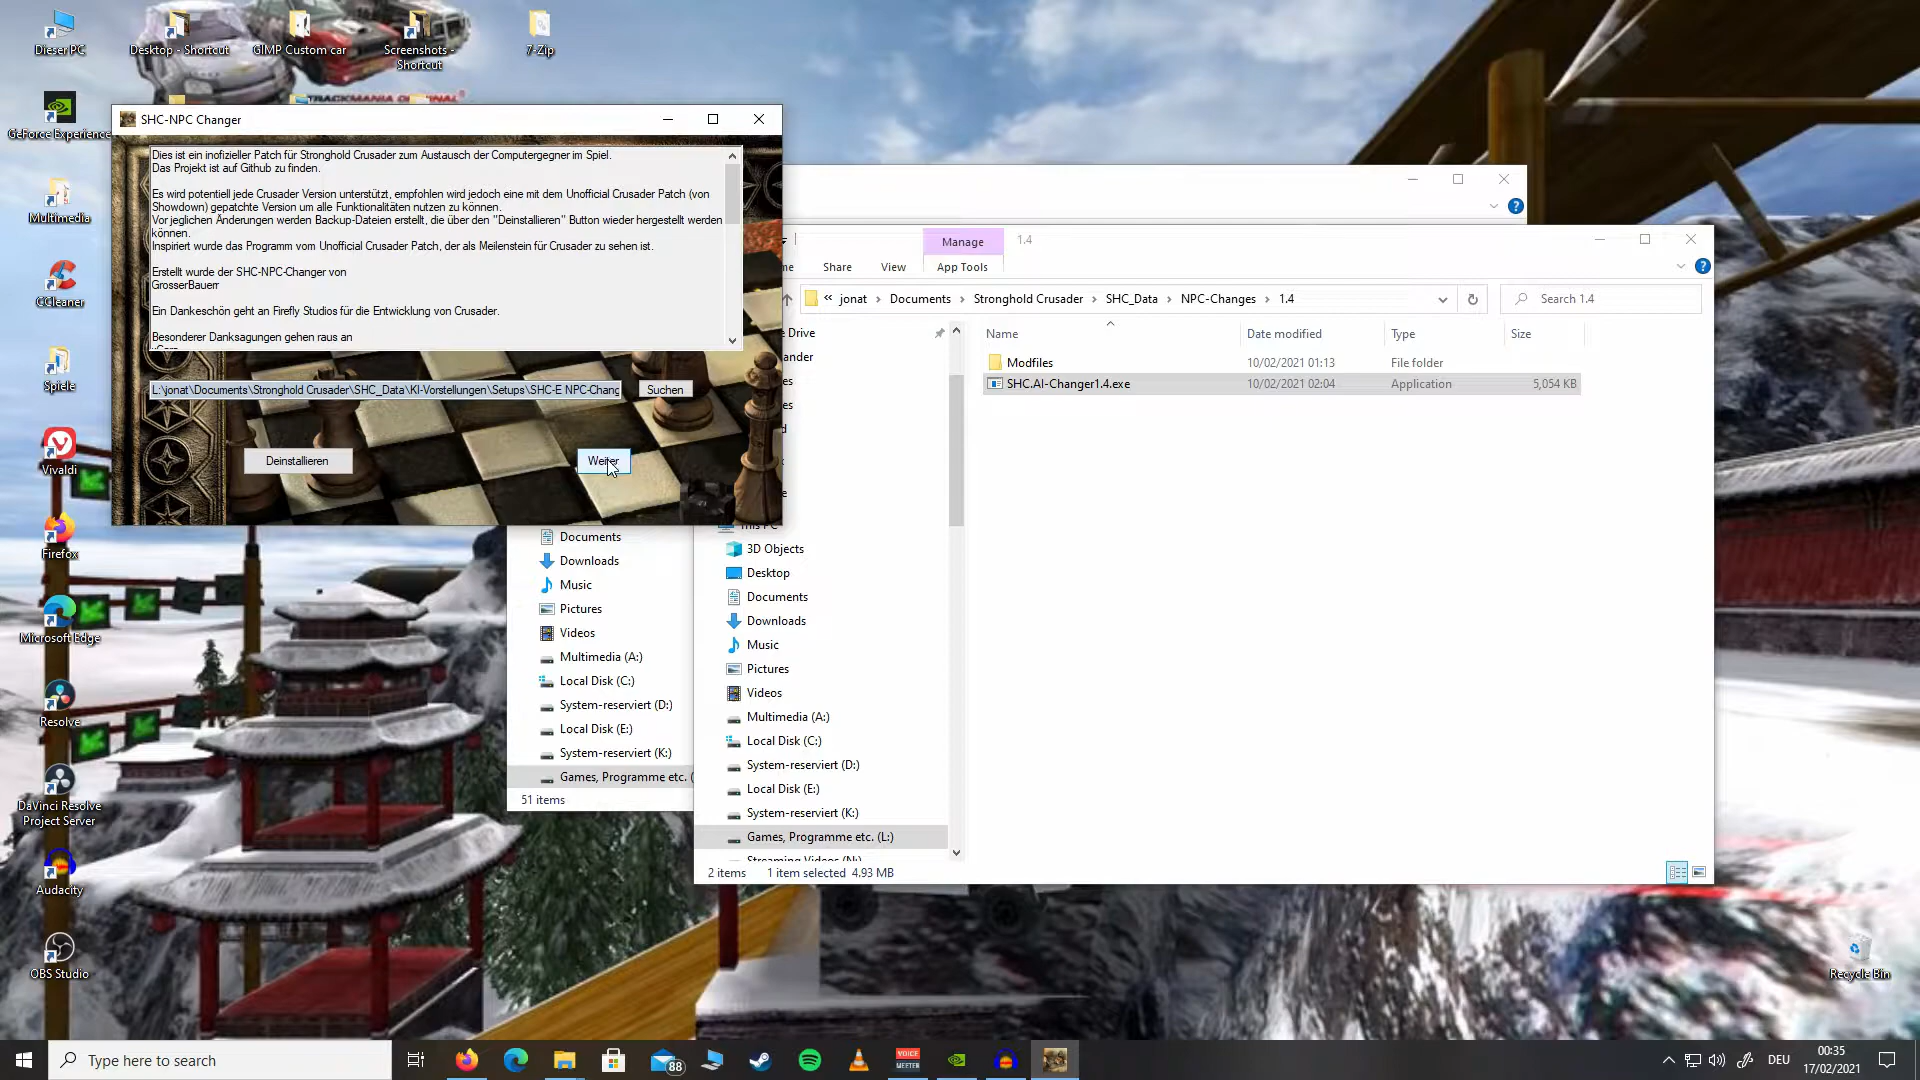 Dieser PC
Desktop - Shortcut
GIMP Custom car
Screenshots - Shortcut
7-Zip
TRACKMANIA ORIGINAL
GeForce Experience
Multimedia
CCleaner
Spiele
Vivaldi
Firefox
Microsoft Edge
Resolve
DaVinci Resolve Project Server
Audacity
OBS Studio
Recycle Bin
SHC-NPC Changer
Dies ist ein inofizieller Patch für Stronghold Crusader zum Austausch der Computergegner im Spiel.
Das Projekt ist auf Github zu finden.
Es wird potentiell jede Crusader Version unterstützt, empfohlen wird jedoch eine mit dem Unofficial Crusader Patch (von
Showdown) gepatchte Version um alle Funktionalitäten nutzen zu können.
Vor jeglichen Änderungen werden Backup-Dateien erstellt, die über den "Deinstallieren" Button wieder hergestellt werden
können.
Inspiriert wurde das Programm vom Unofficial Crusader Patch, der als Meilenstein für Crusader zu sehen ist.
Erstellt wurde der SHC-NPC-Changer von
GrosserBauerr
Ein Dankeschön geht an Firefly Studios für die Entwicklung von Crusader.
Besonderer Danksagungen gehen raus an
L:\jonat\Documents\Stronghold Crusader\SHC_Data\KI-Vorstellungen\Setups\SHC-E NPC-Chang
Suchen
Deinstallieren
Weiter
Documents
Downloads
Music
Pictures
Videos
Multimedia (A:)
Local Disk (C:)
System-reserviert (D:)
Local Disk (E:)
System-reserviert (K:)
Games, Programme etc. (
51 items
Manage
1.4
Share
View
App Tools
« jonat › Documents › Stronghold Crusader › SHC_Data › NPC-Changes › 1.4
Search 1.4
Name
Date modified
Type
Size
Modfiles
10/02/2021 01:13
File folder
SHC.AI-Changer1.4.exe
10/02/2021 02:04
Application
5,054 KB
Drive
This PC
3D Objects
Desktop
Documents
Downloads
Music
Pictures
Videos
Multimedia (A:)
Local Disk (C:)
System-reserviert (D:)
Local Disk (E:)
System-reserviert (K:)
Games, Programme etc. (L:)
Streaming Videos (N:)
2 items
1 item selected 4.93 MB
Type here to search
88
VOICE
MEETER
DEU
00:35
17/02/2021